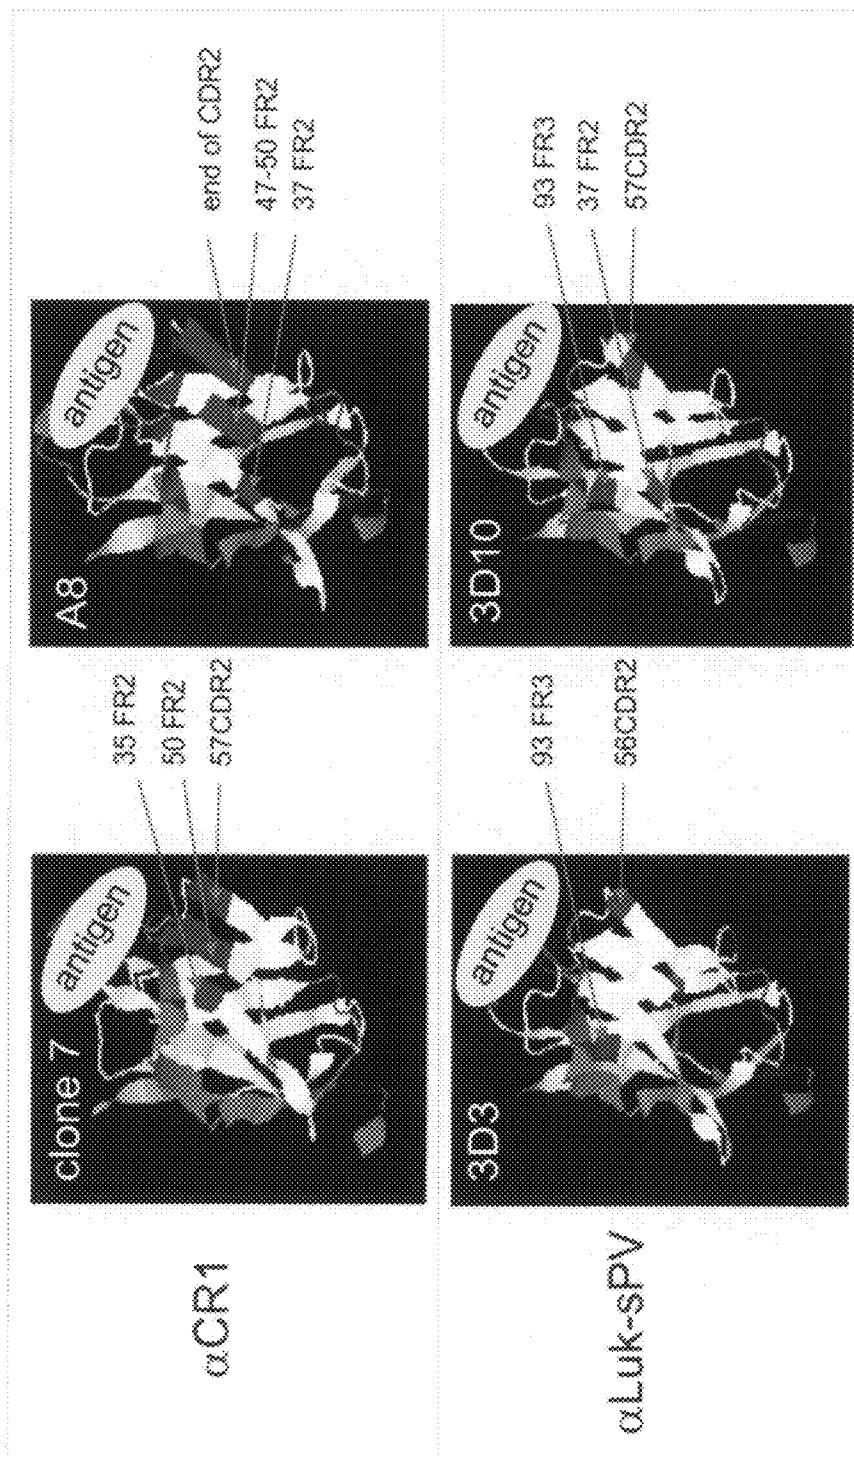 αCR1
clone 7
antigen
35 FR2
50 FR2
57CDR2
A8
antigen
end of CDR2
47-50 FR2
37 FR2
αLuk-sPV
3D3
antigen
93 FR3
56CDR2
3D10
antigen
93 FR3
37 FR2
57CDR2